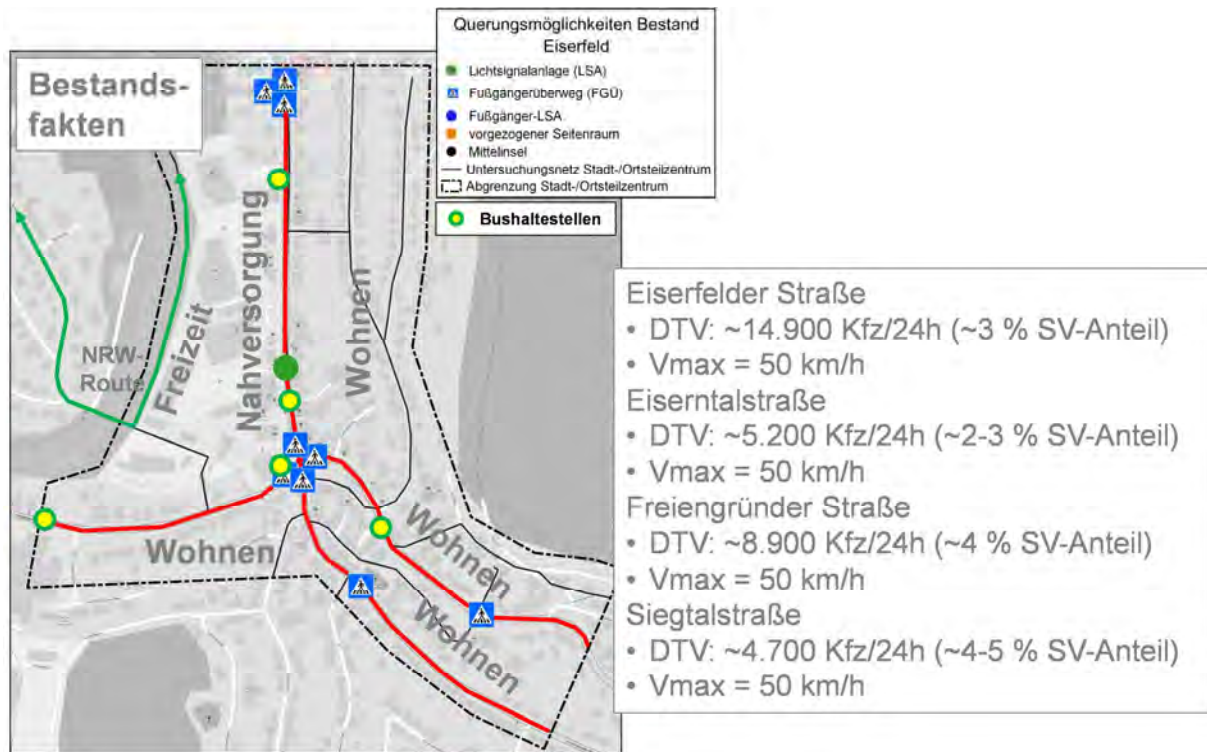 Bestands-
fakten
Querungsmöglichkeiten Bestand
Eiserfeld
Lichtsignalanlage (LSA)
Fußgängerüberweg (FGÜ)
Fußgänger-LSA
vorgezogener Seitenraum
Mittelinsel
Untersuchungsnetz Stadt-/Ortsteilzentrum
Abgrenzung Stadt-/Ortsteilzentrum
Bushaltestellen
NRW-
Route
Freizeit
Nahversorgung
Wohnen
Wohnen
Wohnen
Wohnen
Eiserfelder Straße
• DTV: ~14.900 Kfz/24h (~3 % SV-Anteil)
• Vmax = 50 km/h
Eiserntalstraße
• DTV: ~5.200 Kfz/24h (~2-3 % SV-Anteil)
• Vmax = 50 km/h
Freiengründer Straße
• DTV: ~8.900 Kfz/24h (~4 % SV-Anteil)
• Vmax = 50 km/h
Siegtalstraße
• DTV: ~4.700 Kfz/24h (~4-5 % SV-Anteil)
• Vmax = 50 km/h